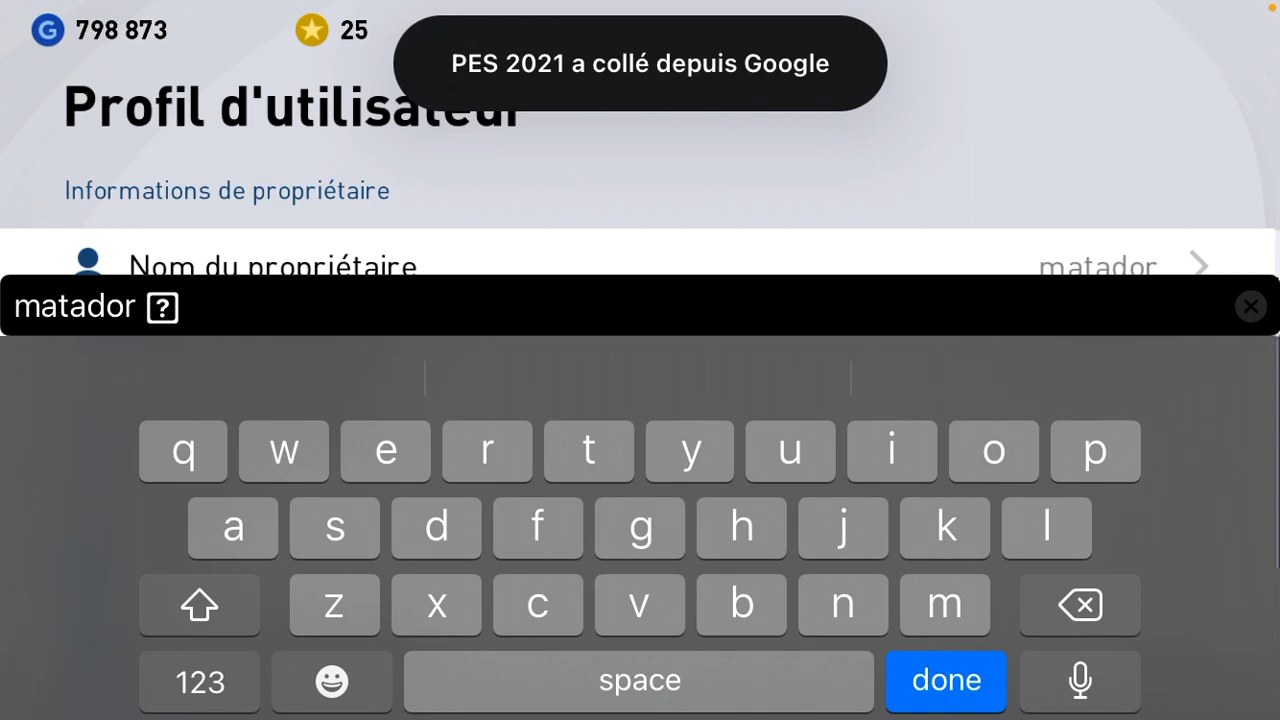 798 873
25
PES 2021 a collé depuis Google
Profil d'utilisateur
Informations de propriétaire
Nom du propriétaire
matador
matador
q w e r t y u i o p
a s d f g h j k l
z x c v b n m
123
space
done